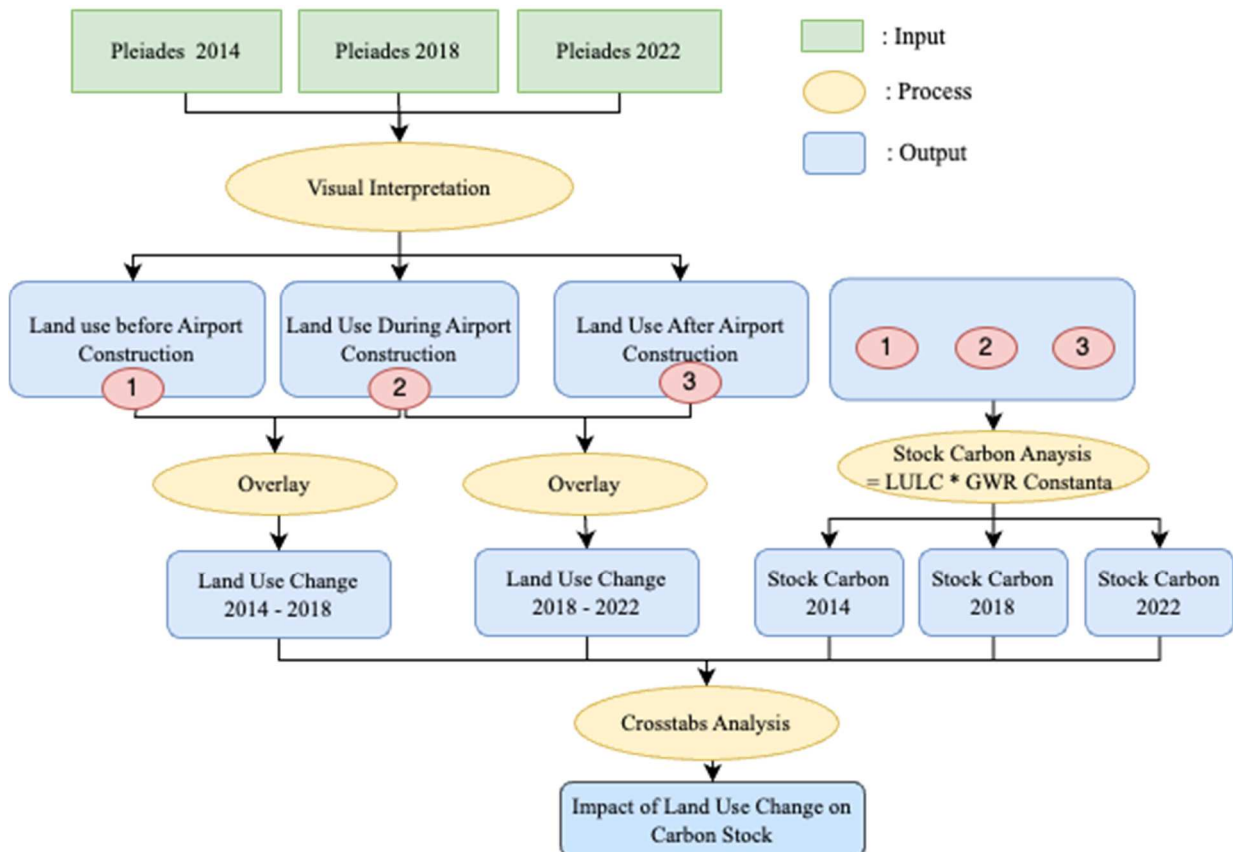 Pleiades 2014
Pleiades 2018
Pleiades 2022
: Input
: Process
: Output
Visual Interpretation
Land use before Airport
Construction
1
Land Use During Airport
Construction
2
Land Use After Airport
Construction
3
1
2
3
Overlay
Overlay
Stock Carbon Anaysis
= LULC * GWR Constanta
Land Use Change
2014 - 2018
Land Use Change
2018 - 2022
Stock Carbon
2014
Stock Carbon
2018
Stock Carbon
2022
Crosstabs Analysis
Impact of Land Use Change on
Carbon Stock